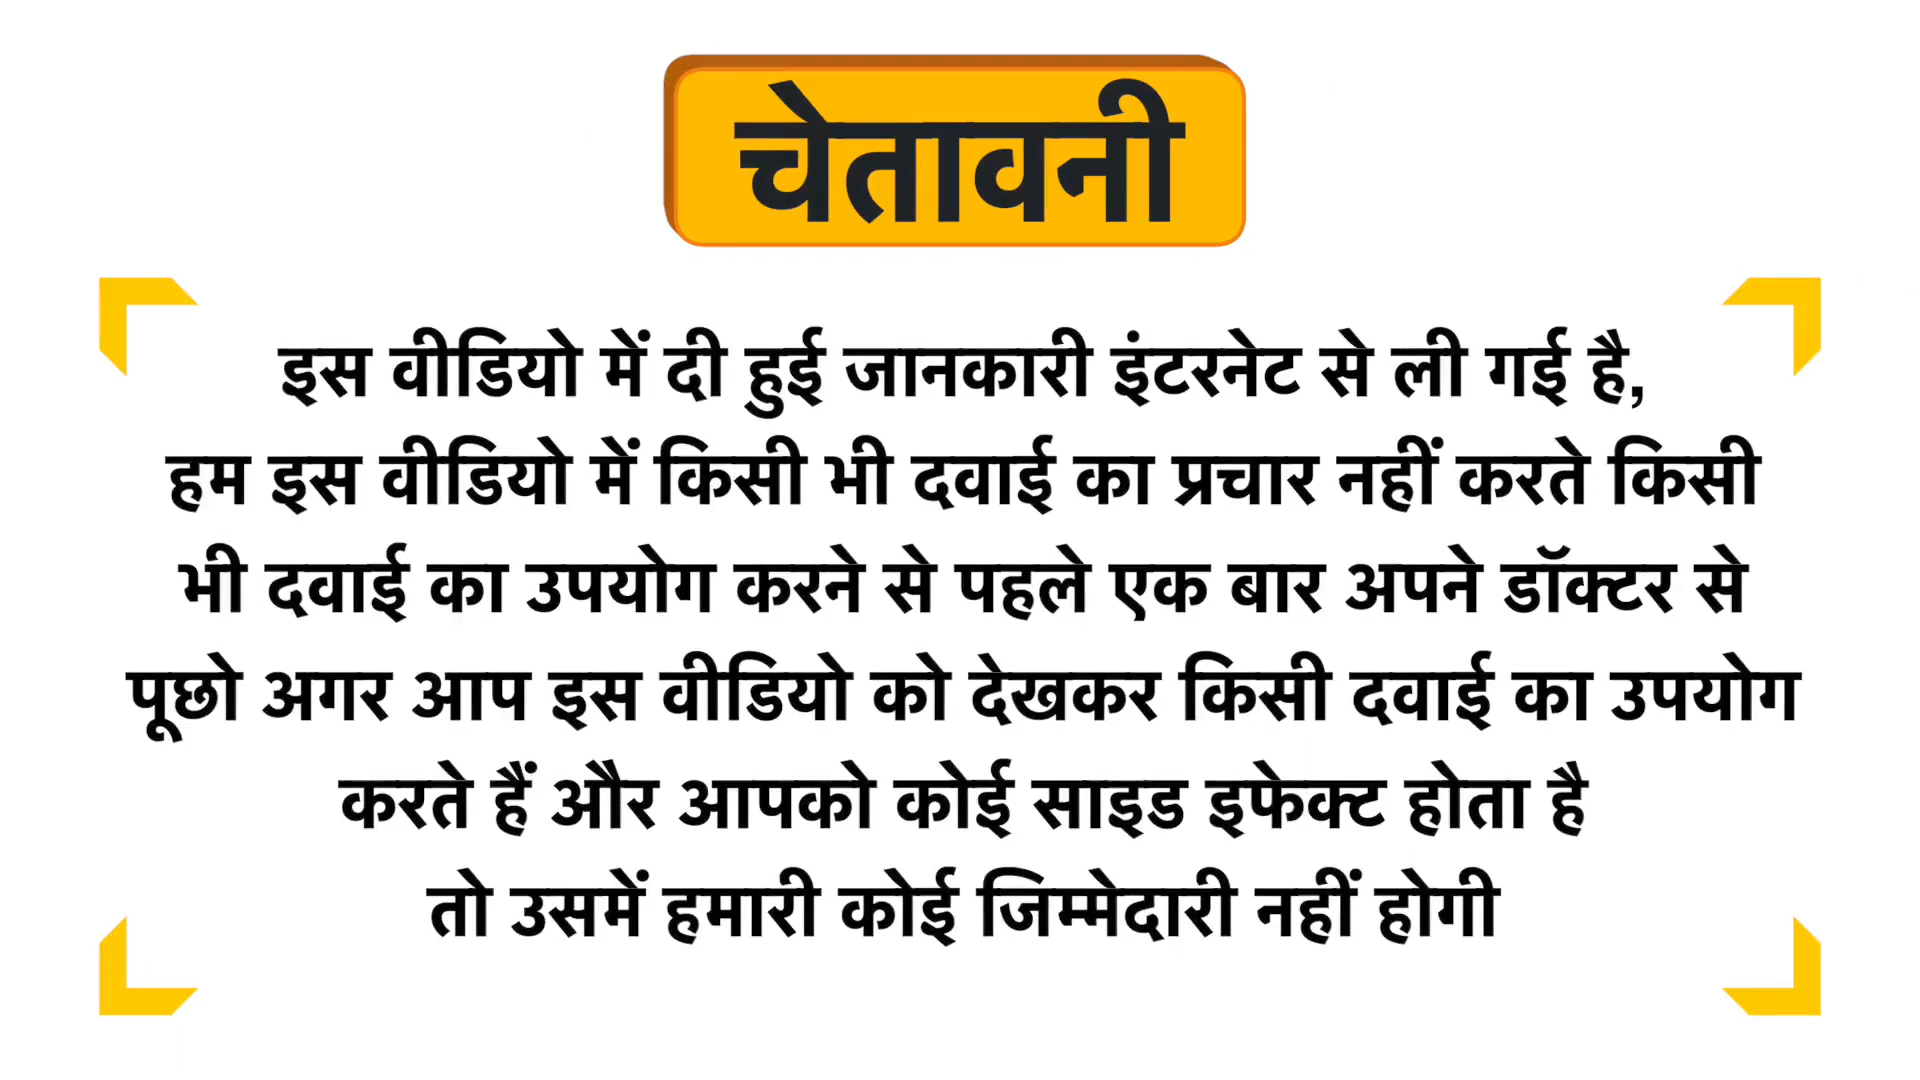 चेतावनी
इस वीडियो में दी हुई जानकारी इंटरनेट से ली गई है,
हम इस वीडियो में किसी भी दवाई का प्रचार नहीं करते किसी
भी दवाई का उपयोग करने से पहले एक बार अपने डॉक्टर से
पूछो अगर आप इस वीडियो को देखकर किसी दवाई का उपयोग
करते हैं और आपको कोई साइड इफेक्ट होता है
तो उसमें हमारी कोई जिम्मेदारी नहीं होगी